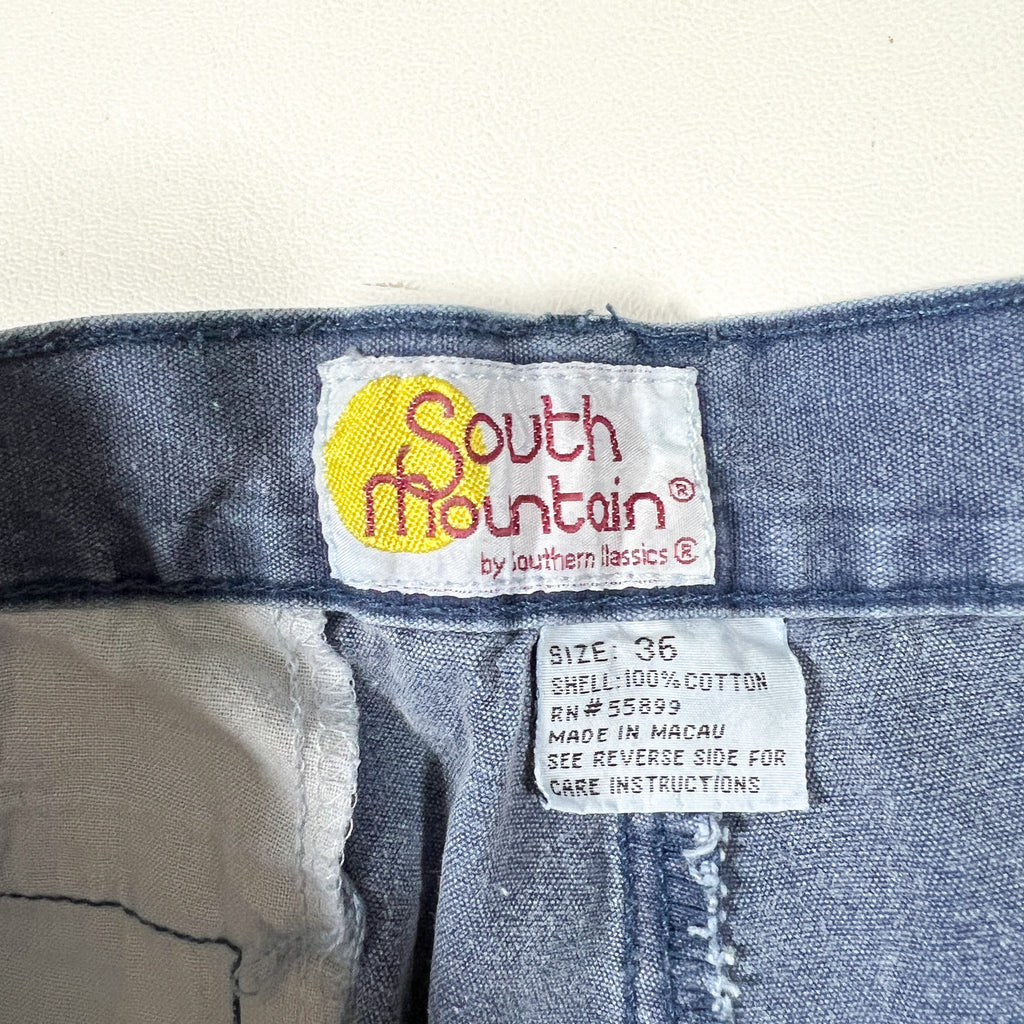 South
Mountain®
by Southern Classics ®
SIZE: 36
SHELL: 100% COTTON
RN # 55899
MADE IN MACAU
SEE REVERSE SIDE FOR
CARE INSTRUCTIONS